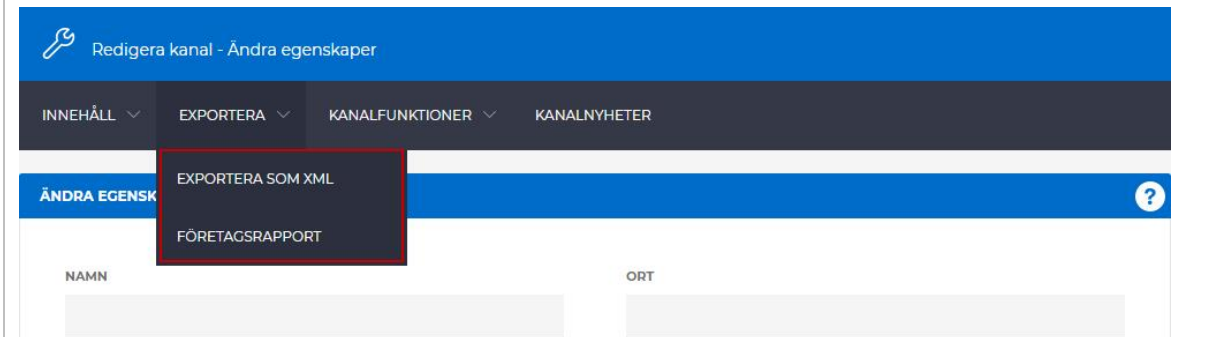 Redigera kanal - Ändra egenskaper
INNEHÅLL EXPORTERA KANALFUNKTIONER KANALNYHETER
EXPORTERA SOM XML
ÄNDRA EGENSK
?
FÖRETAGSRAPPORT
NAMN ORT